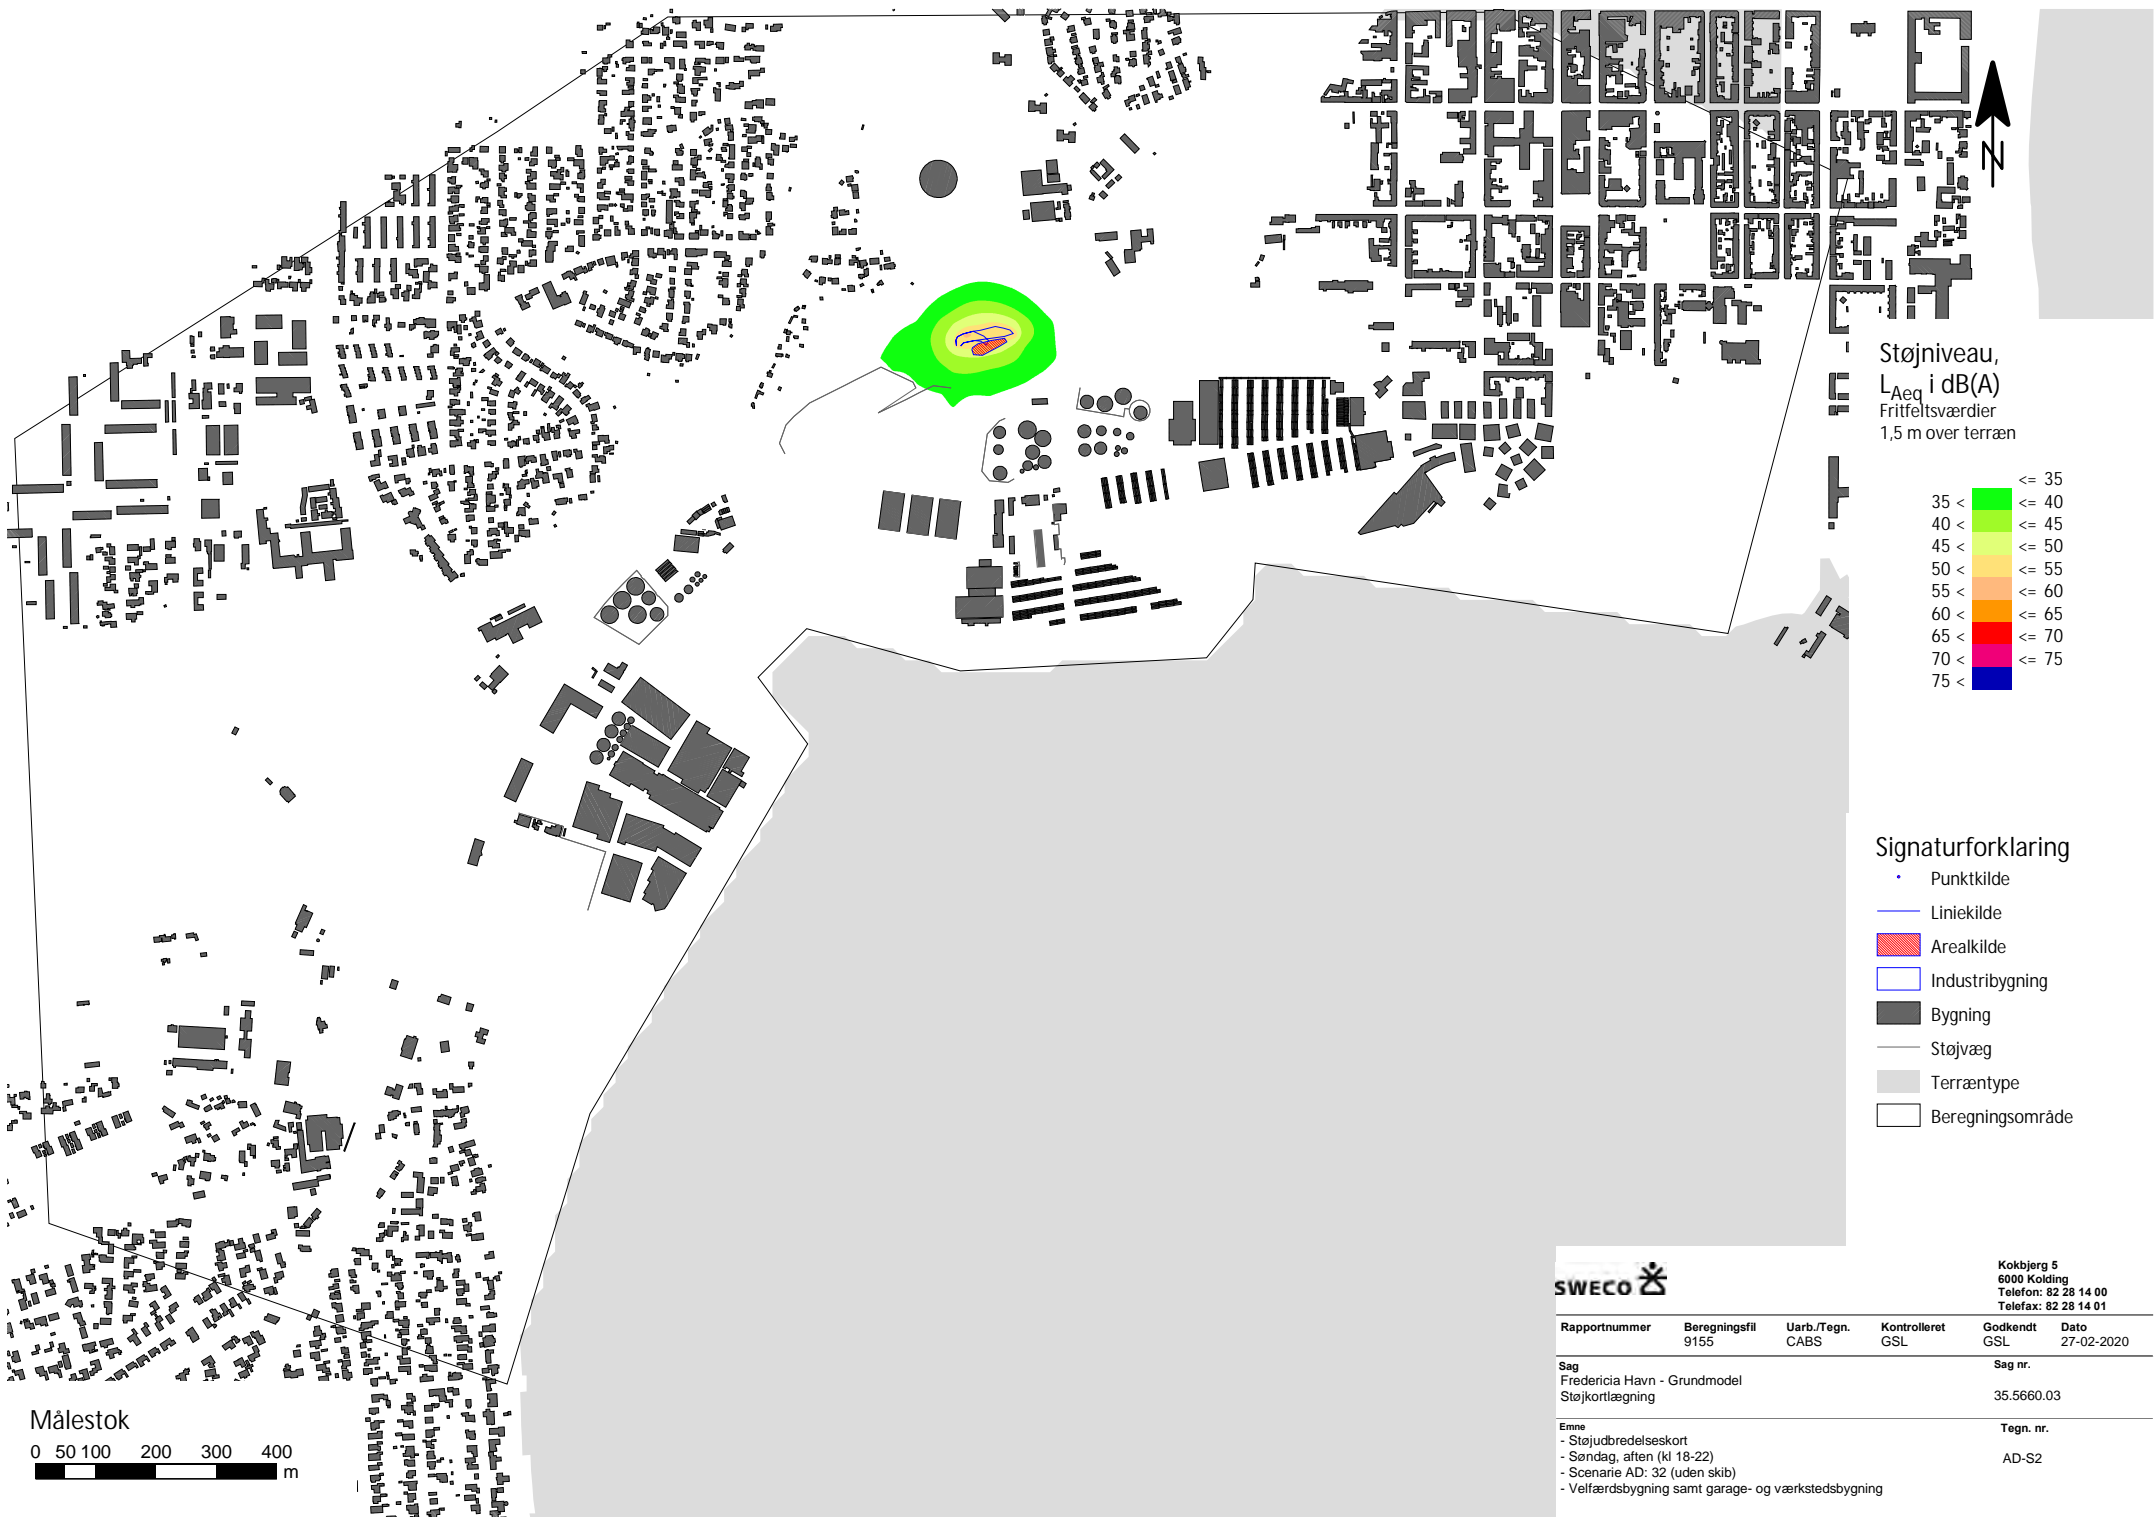 N
Støjniveau,
LAeq i dB(A)
Fritfeltsværdier
1,5 m over terræn
<= 35
35 < <= 40
40 < <= 45
45 < <= 50
50 < <= 55
55 < <= 60
60 < <= 65
65 < <= 70
70 < <= 75
75 <
Signaturforklaring
Punktkilde
Liniekilde
Arealkilde
Industribygning
Bygning
Støjvæg
Terræntype
Beregningsområde
Målestok
0 50 100 200 300 400
m
SWECO
Kokbjerg 5
6000 Kolding
Telefon: 82 28 14 00
Telefax: 82 28 14 01
Rapportnummer Beregningsfil Uarb./Tegn. Kontrolleret Godkendt Dato
9155 CABS GSL GSL 27-02-2020
Sag Sag nr.
Fredericia Havn - Grundmodel
Støjkortlægning 35.5660.03
Emne Tegn. nr.
- Støjudbredelseskort
- Søndag, aften (kl 18-22) AD-S2
- Scenarie AD: 32 (uden skib)
- Velfærdsbygning samt garage- og værkstedsbygning